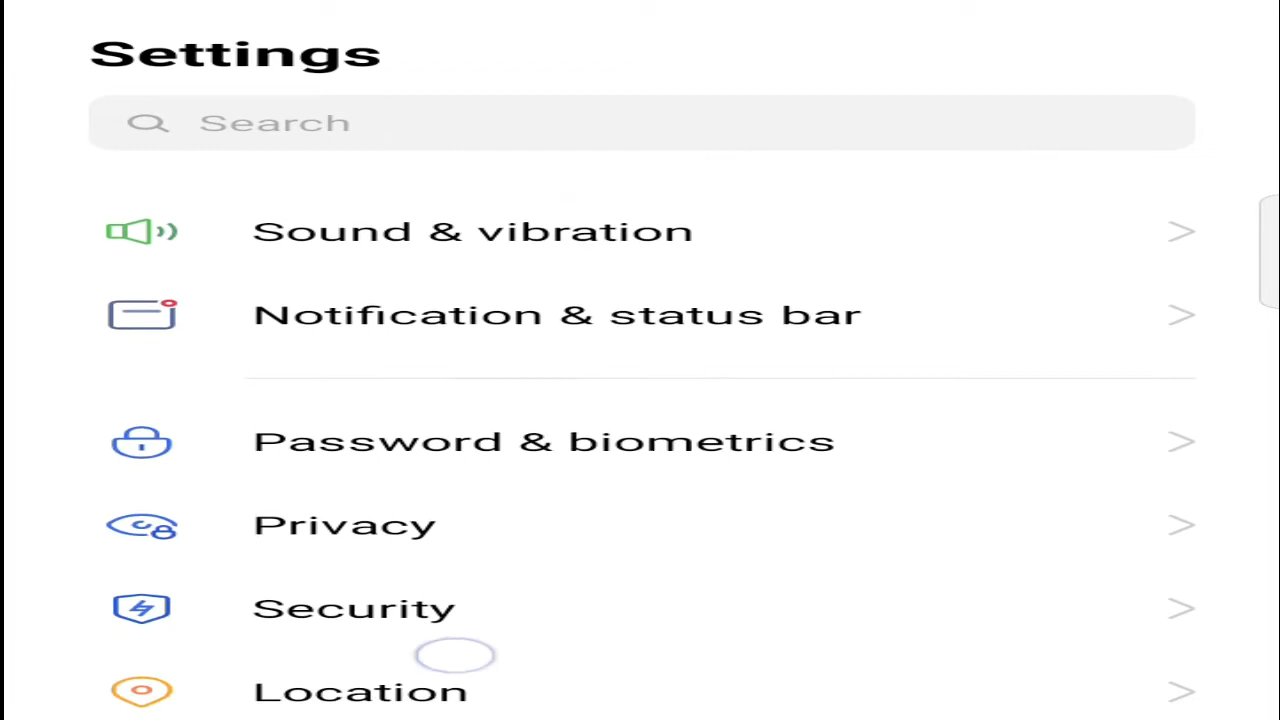 Settings
Search
Sound & vibration
Notification & status bar
Password & biometrics
Privacy
Security
Location